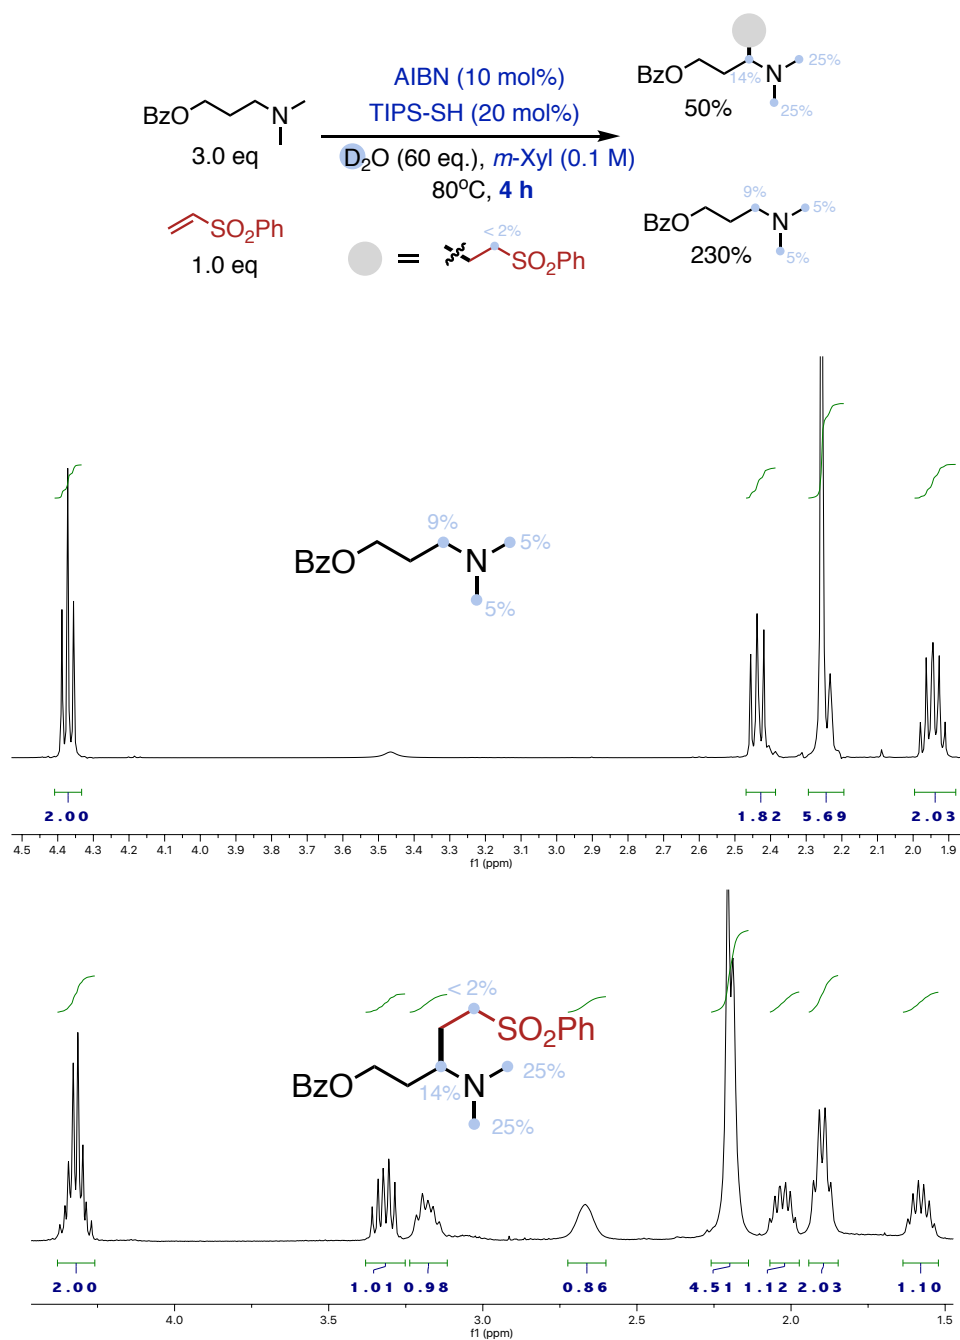 AIBN (10 mol%)
TIPS-SH (20 mol%)
D₂O (60 eq.), m-Xyl (0.1 M)
80°C, 4 h
BzO
N
3.0 eq
SO₂Ph
1.0 eq
=
< 2%
SO₂Ph
BzO
14%
N
25%
25%
50%
BzO
9%
N
5%
5%
230%
BzO
9%
N
5%
5%
2.00
1.82
5.69
2.03
4.5 4.4 4.3 4.2 4.1 4.0 3.9 3.8 3.7 3.6 3.5 3.4 3.3 3.2 3.1 3.0 2.9 2.8 2.7 2.6 2.5 2.4 2.3 2.2 2.1 2.0 1.9
f1 (ppm)
< 2%
SO₂Ph
BzO
14%
N
25%
25%
2.00
1.01
0.98
0.86
4.51
1.12
2.03
1.10
4.0 3.5 3.0 2.5 2.0 1.5
f1 (ppm)